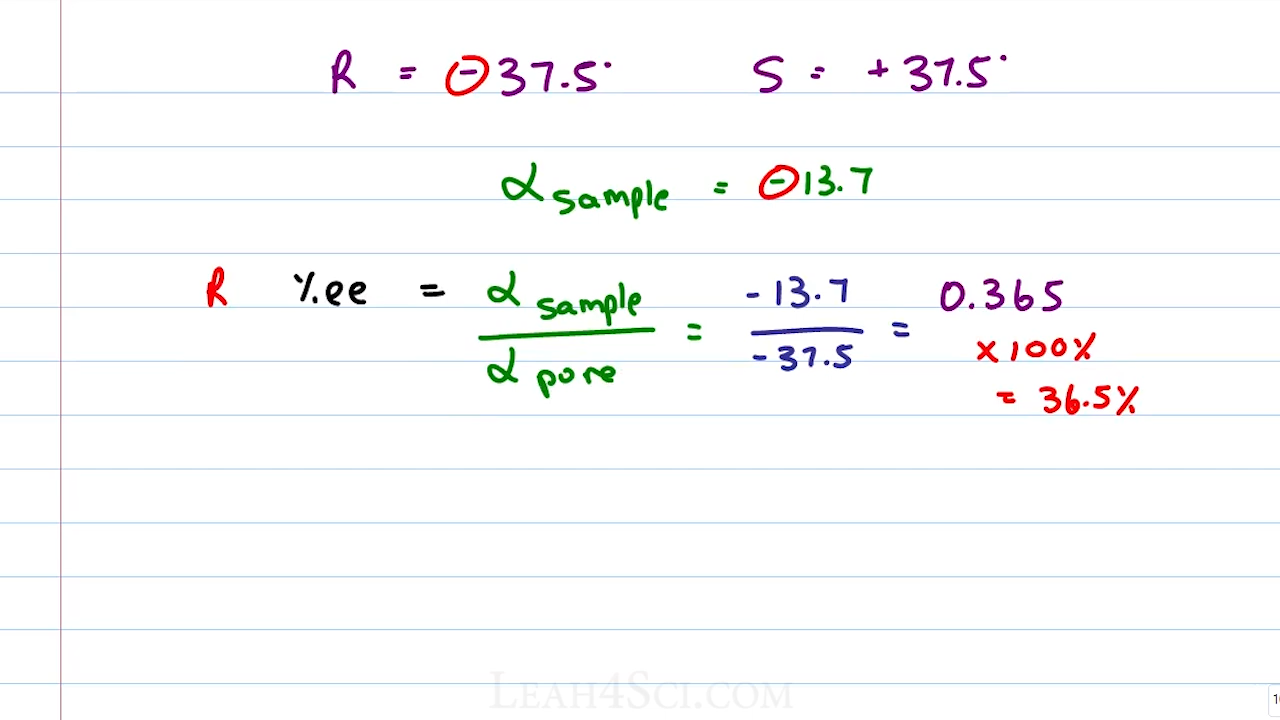 R = -37.5° S = +37.5°
α sample = -13.7
R %ee = α sample / α pure = -13.7 / -37.5 = 0.365
x 100%
= 36.5%
LEAH4SCI.COM